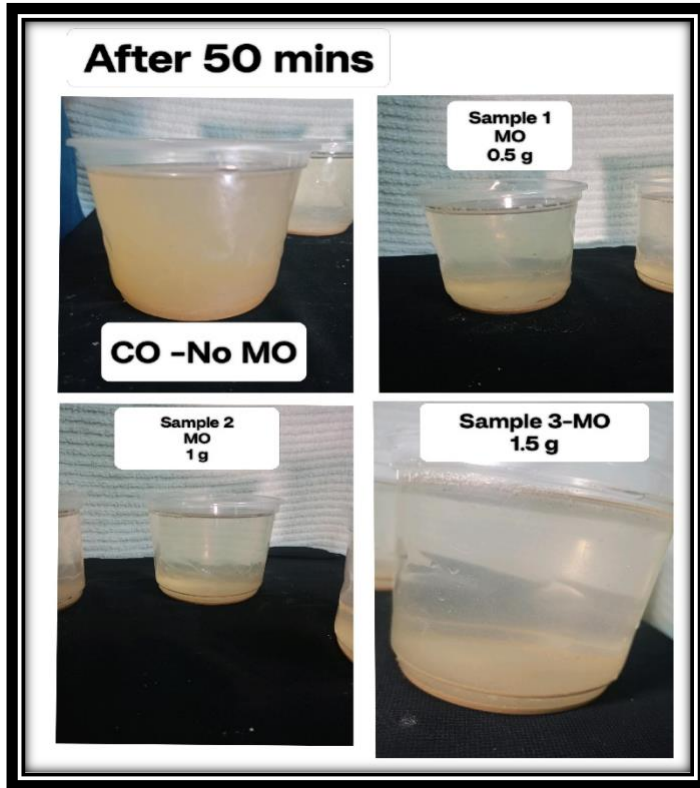 After 50 mins
CO -No MO
Sample 1
MO
0.5 g
Sample 2
MO
1 g
Sample 3-MO
1.5 g